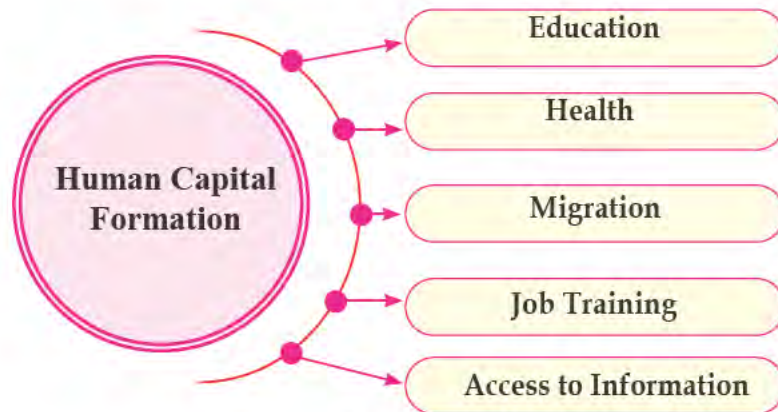 Human Capital
Formation
Education
Health
Migration
Job Training
Access to Information